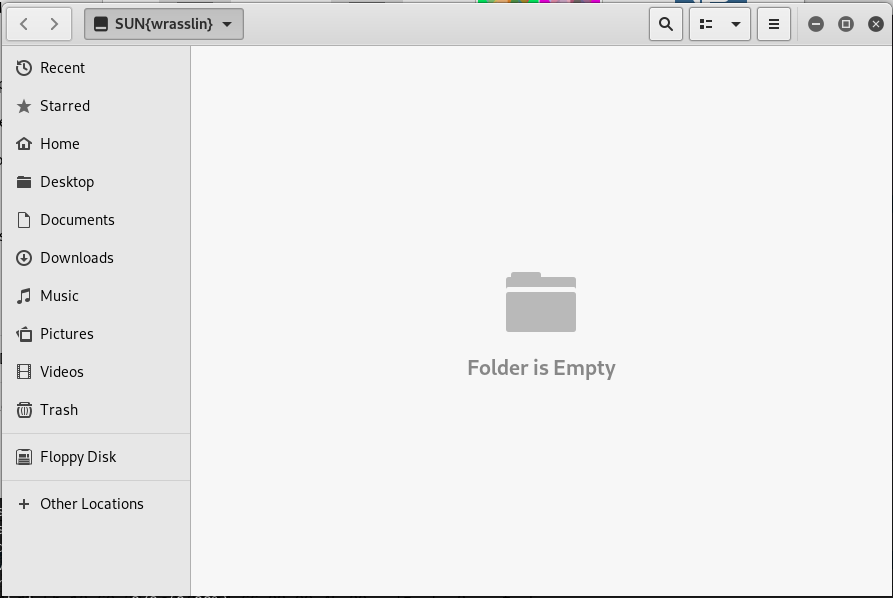 SUN{wrasslin}
Recent
Starred
Home
Desktop
Documents
Downloads
Music
Pictures
Videos
Trash
Floppy Disk
Other Locations
Folder is Empty